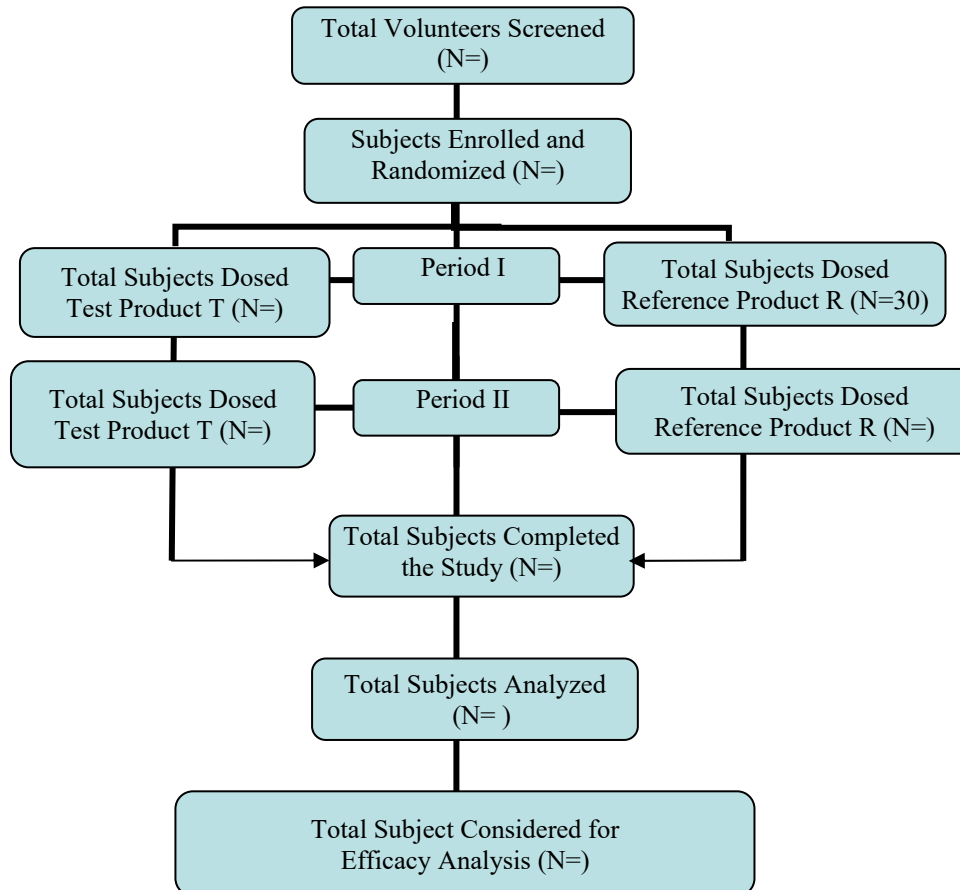 Total Volunteers Screened
(N=)
Subjects Enrolled and
Randomized (N=)
Total Subjects Dosed
Test Product T (N=)
Period I
Total Subjects Dosed
Reference Product R (N=30)
Total Subjects Dosed
Test Product T (N=)
Period II
Total Subjects Dosed
Reference Product R (N=)
Total Subjects Completed
the Study (N=)
Total Subjects Analyzed
(N= )
Total Subject Considered for
Efficacy Analysis (N=)